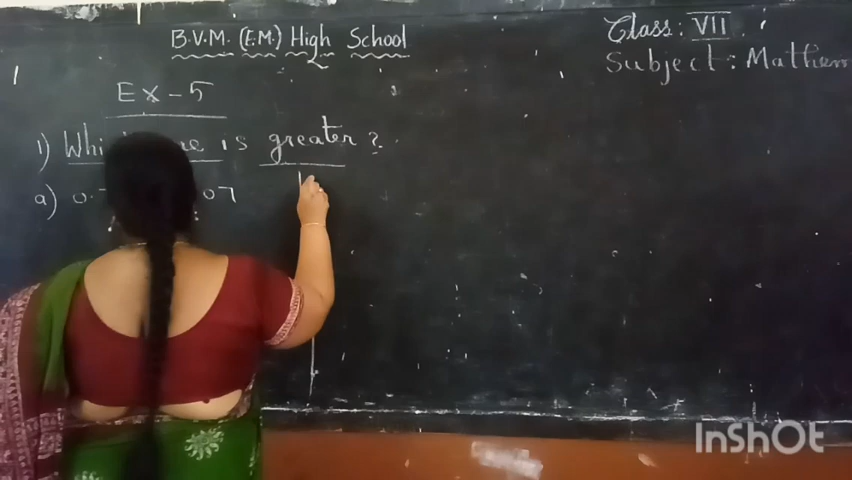 B.V.M. (E.M.) High School
Class: VII
Subject: Mathem
Ex - 5
1) Whi is greater?
a) 0. 07
InShOt